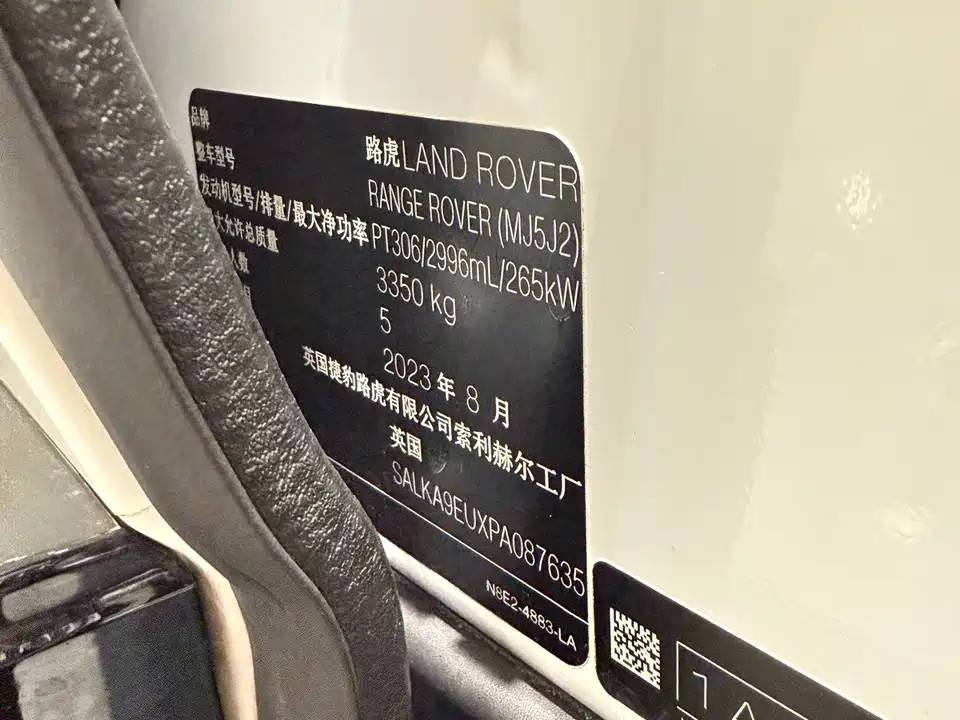 品牌 路虎LAND ROVER
整车型号 RANGE ROVER (MJ5J2)
发动机型号/排量/最大净功率 PT306/2996mL/265kW
大允许总质量 3350 kg
人数 5
2023 年 8 月
英国捷豹路虎有限公司索利赫尔工厂
英国
SALKA9EUXPA087635
N8E2-4883-LA
1